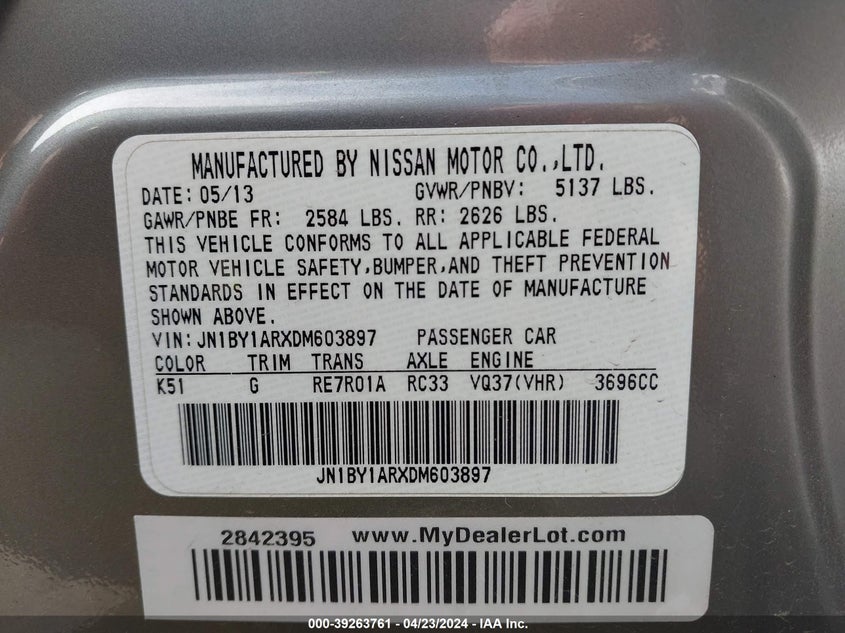 MANUFACTURED BY NISSAN MOTOR CO.,LTD.
DATE: 05/13 GVWR/PNBV: 5137 LBS.
GAWR/PNBE FR: 2584 LBS. RR: 2626 LBS.
THIS VEHICLE CONFORMS TO ALL APPLICABLE FEDERAL
MOTOR VEHICLE SAFETY,BUMPER,AND THEFT PREVENTION
STANDARDS IN EFFECT ON THE DATE OF MANUFACTURE
SHOWN ABOVE.
VIN:JN1BY1ARXDM603897 PASSENGER CAR
COLOR TRIM TRANS AXLE ENGINE
K51 G RE7R01A RC33 VQ37(VHR) 3696CC
JN1BY1ARXDM603897
2842395 www.MyDealerLot.com
000-39263761 - 04/23/2024 - IAA Inc.